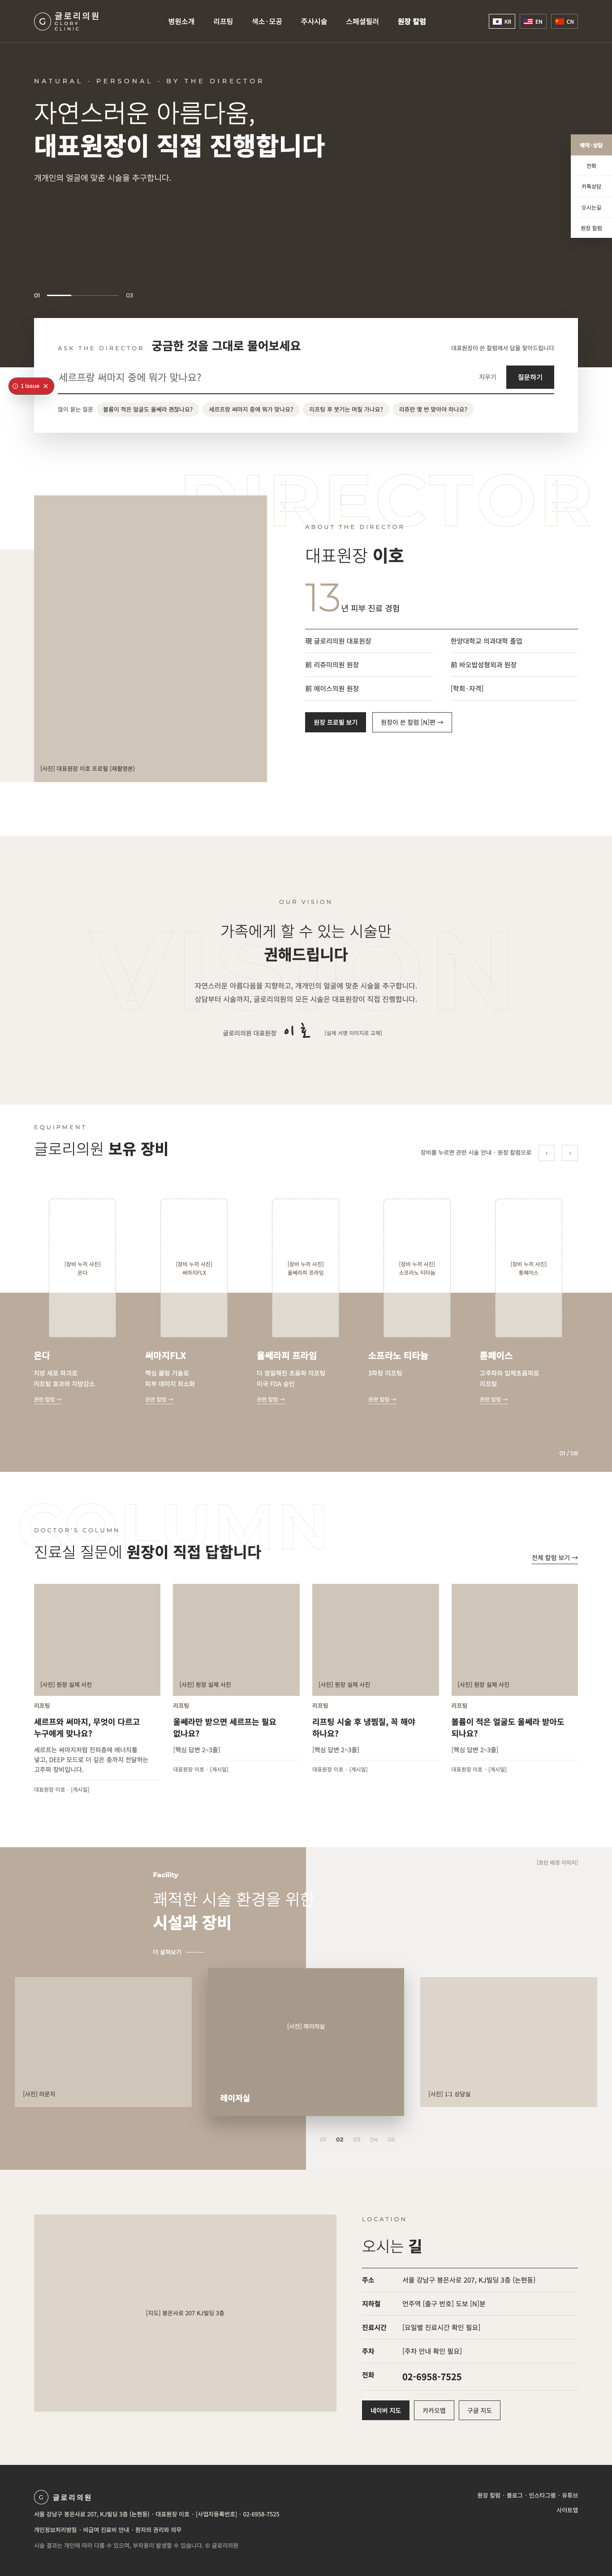 G 글로리의원
GLORY
CLINIC
병원소개 리프팅 색소·모공 주사시술 스페셜필러 원장 칼럼
KR EN CN
NATURAL · PERSONAL · BY THE DIRECTOR
자연스러운 아름다움,
대표원장이 직접 진행합니다
개개인의 얼굴에 맞춘 시술을 추구합니다.
예약·상담
전화
카톡상담
오시는길
원장 칼럼
01 03
ASK THE DIRECTOR 궁금한 것을 그대로 물어보세요
대표원장이 쓴 칼럼에서 답을 찾아드립니다
1 Issue
세르프랑 써마지 중에 뭐가 맞나요?
지우기 질문하기
많이 묻는 질문 볼륨이 적은 얼굴도 울쎄라 괜찮나요? 세르프랑 써마지 중에 뭐가 맞나요? 리프팅 후 붓기는 며칠 가나요? 리쥬란 몇 번 맞아야 하나요?
DIRECTOR
ABOUT THE DIRECTOR
대표원장 이호
13년 피부 진료 경험
現 글로리의원 대표원장 한양대학교 의과대학 졸업
前 리쥬미의원 원장 前 바오밥성형외과 원장
前 에이스의원 원장 [학회·자격]
원장 프로필 보기 원장이 쓴 칼럼 [N]편 →
[사진] 대표원장 이호 프로필 (재촬영본)
VISION
OUR VISION
가족에게 할 수 있는 시술만
권해드립니다
자연스러운 아름다움을 지향하고, 개개인의 얼굴에 맞춘 시술을 추구합니다.
상담부터 시술까지, 글로리의원의 모든 시술은 대표원장이 직접 진행합니다.
글로리의원 대표원장 이호 [실제 서명 이미지로 교체]
EQUIPMENT
글로리의원 보유 장비
장비를 누르면 관련 시술 안내 · 원장 칼럼으로 ‹ ›
[장비 누끼 사진]
온다
[장비 누끼 사진]
써마지FLX
[장비 누끼 사진]
울쎄라피 프라임
[장비 누끼 사진]
소프라노 티타늄
[장비 누끼 사진]
튠페이스
온다
지방 세포 파괴로
리프팅 효과와 지방감소
관련 칼럼 →
써마지FLX
핵심 쿨링 기술로
피부 데미지 최소화
관련 칼럼 →
울쎄라피 프라임
더 정밀해진 초음파 리프팅
미국 FDA 승인
관련 칼럼 →
소프라노 티타늄
3파장 리프팅
관련 칼럼 →
튠페이스
고주파와 입체초음파로
리프팅
관련 칼럼 →
01 / 08
COLUMN
DOCTOR'S COLUMN
진료실 질문에 원장이 직접 답합니다
전체 칼럼 보기 →
[사진] 원장 실제 사진
리프팅
세르프와 써마지, 무엇이 다르고
누구에게 맞나요?
세르프는 써마지처럼 진피층에 에너지를
넣고, DEEP 모드로 더 깊은 층까지 전달하는
고주파 장비입니다.
대표원장 이호 · [게시일]
[사진] 원장 실제 사진
리프팅
울쎄라만 받으면 세르프는 필요
없나요?
[핵심 답변 2~3줄]
대표원장 이호 · [게시일]
[사진] 원장 실제 사진
리프팅
리프팅 시술 후 냉찜질, 꼭 해야
하나요?
[핵심 답변 2~3줄]
대표원장 이호 · [게시일]
[사진] 원장 실제 사진
리프팅
볼륨이 적은 얼굴도 울쎄라 받아도
되나요?
[핵심 답변 2~3줄]
대표원장 이호 · [게시일]
Facility
쾌적한 시술 환경을 위한
시설과 장비
더 살펴보기
[사진] 라운지
[사진] 레이저실
레이저실
[사진] 1:1 상담실
01 02 03 04 05
[지도] 봉은사로 207 KJ빌딩 3층
LOCATION
오시는 길
주소 서울 강남구 봉은사로 207, KJ빌딩 3층 (논현동)
지하철 언주역 [출구 번호] 도보 [N]분
진료시간 [요일별 진료시간 확인 필요]
주차 [주차 안내 확인 필요]
전화 02-6958-7525
네이버 지도 카카오맵 구글 지도
G 글로리의원
서울 강남구 봉은사로 207, KJ빌딩 3층 (논현동) · 대표원장 이호 · [사업자등록번호] · 02-6958-7525
개인정보처리방침 · 비급여 진료비 안내 · 환자의 권리와 의무
시술 결과는 개인에 따라 다를 수 있으며, 부작용이 발생할 수 있습니다. © 글로리의원
원장 칼럼 · 블로그 · 인스타그램 · 유튜브
사이트맵